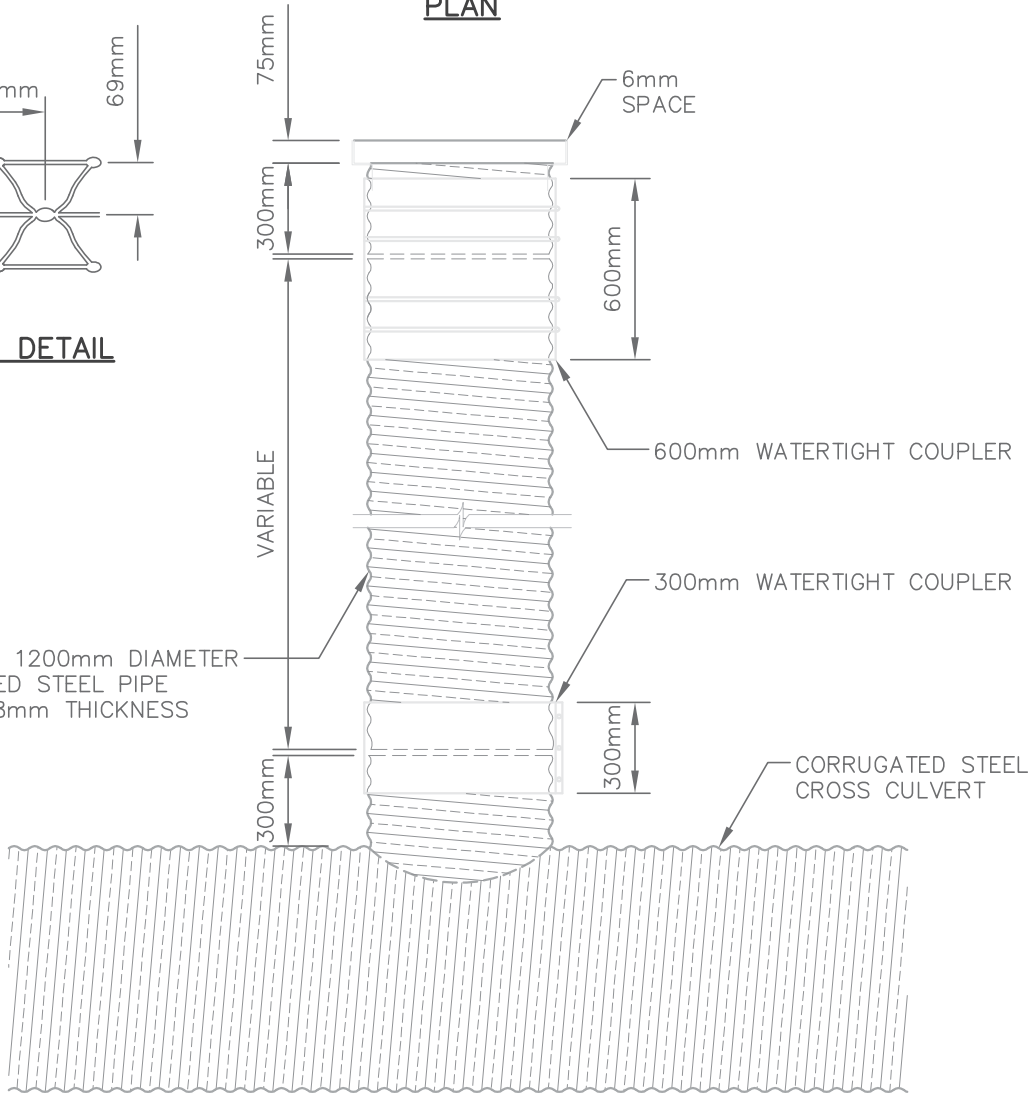 PLAN
75mm
69mm
mm
6mm
SPACE
300mm
600mm
DETAIL
600mm WATERTIGHT COUPLER
VARIABLE
300mm WATERTIGHT COUPLER
1200mm DIAMETER
ED STEEL PIPE
8mm THICKNESS
300mm
300mm
CORRUGATED STEEL
CROSS CULVERT